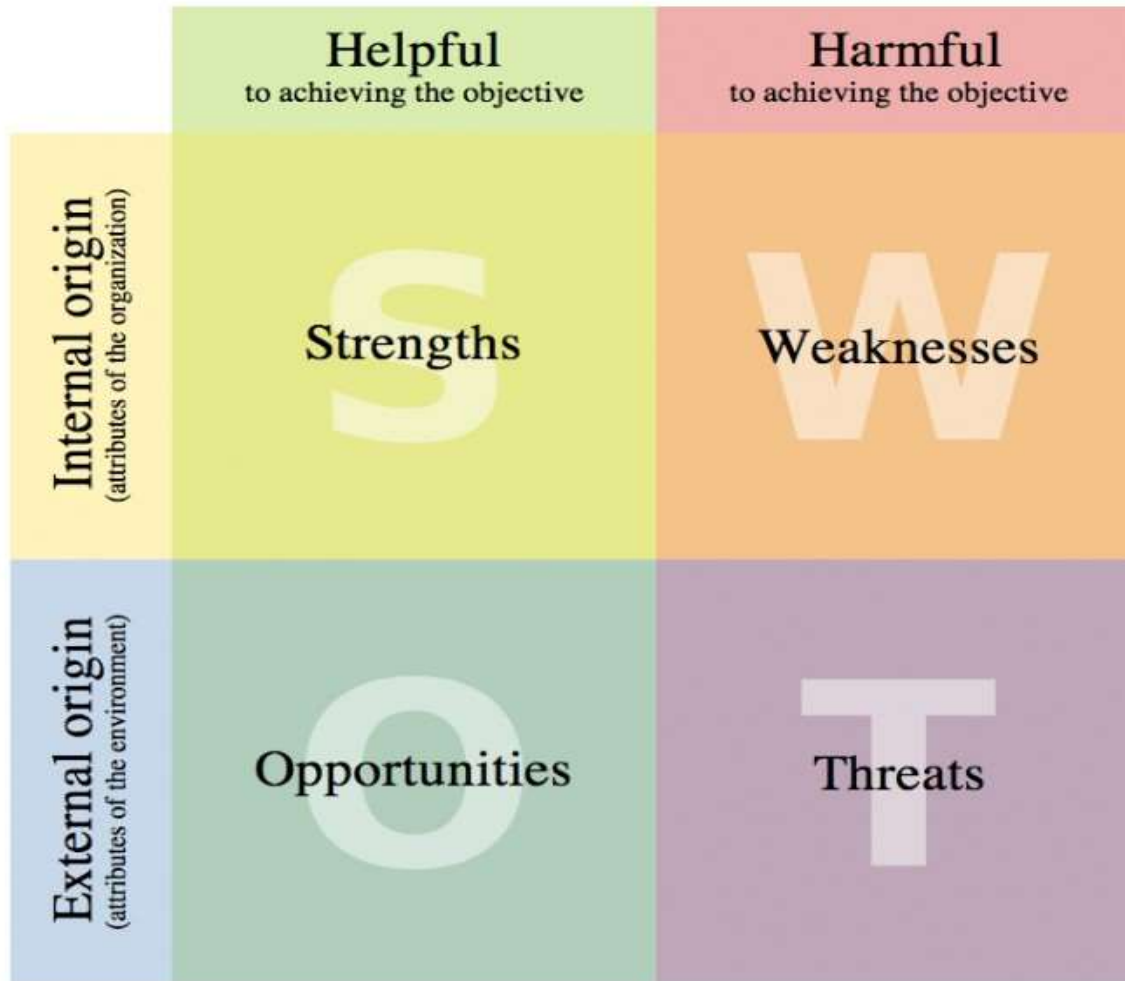 Helpful
to achieving the objective
Harmful
to achieving the objective
Internal origin
(attributes of the organization)
S
Strengths
W
Weaknesses
External origin
(attributes of the environment)
O
Opportunities
T
Threats